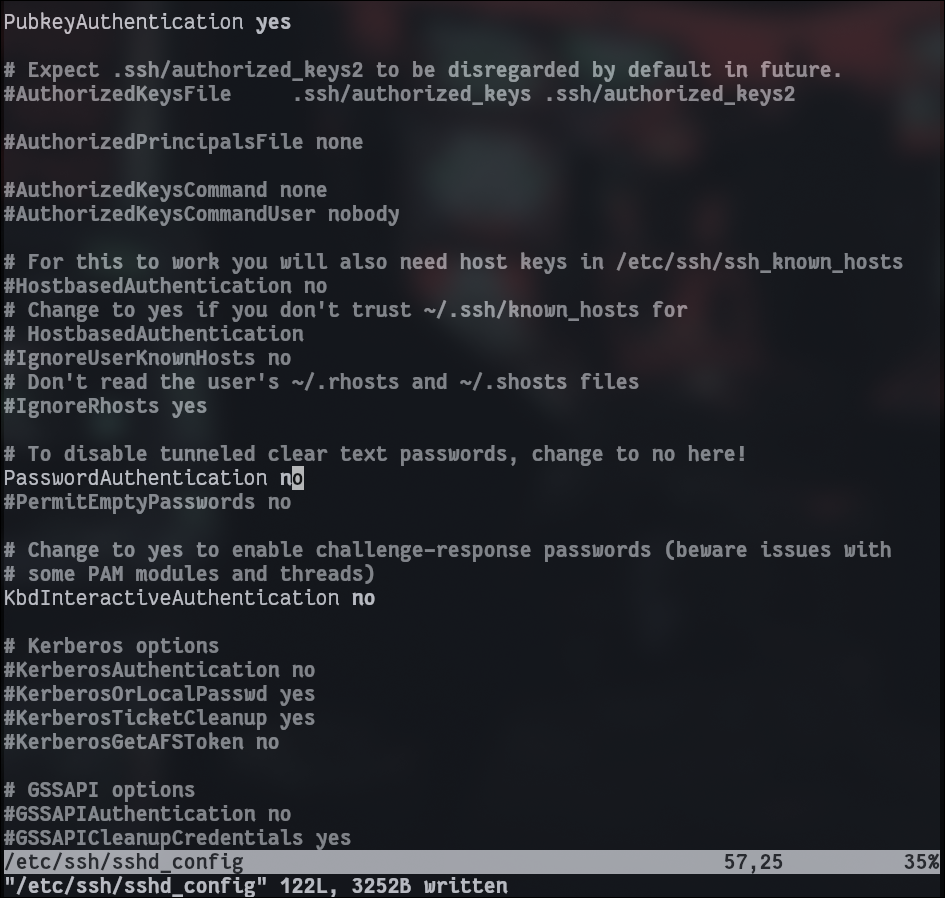 PubkeyAuthentication yes
# Expect .ssh/authorized_keys2 to be disregarded by default in future.
#AuthorizedKeysFile     .ssh/authorized_keys .ssh/authorized_keys2
#AuthorizedPrincipalsFile none
#AuthorizedKeysCommand none
#AuthorizedKeysCommandUser nobody
# For this to work you will also need host keys in /etc/ssh/ssh_known_hosts
#HostbasedAuthentication no
# Change to yes if you don't trust ~/.ssh/known_hosts for
# HostbasedAuthentication
#IgnoreUserKnownHosts no
# Don't read the user's ~/.rhosts and ~/.shosts files
#IgnoreRhosts yes
# To disable tunneled clear text passwords, change to no here!
PasswordAuthentication no
#PermitEmptyPasswords no
# Change to yes to enable challenge-response passwords (beware issues with
# some PAM modules and threads)
KbdInteractiveAuthentication no
# Kerberos options
#KerberosAuthentication no
#KerberosOrLocalPasswd yes
#KerberosTicketCleanup yes
#KerberosGetAFSToken no
# GSSAPI options
#GSSAPIAuthentication no
#GSSAPICleanupCredentials yes
/etc/ssh/sshd_config 57,25 35%
"/etc/ssh/sshd_config" 122L, 3252B written